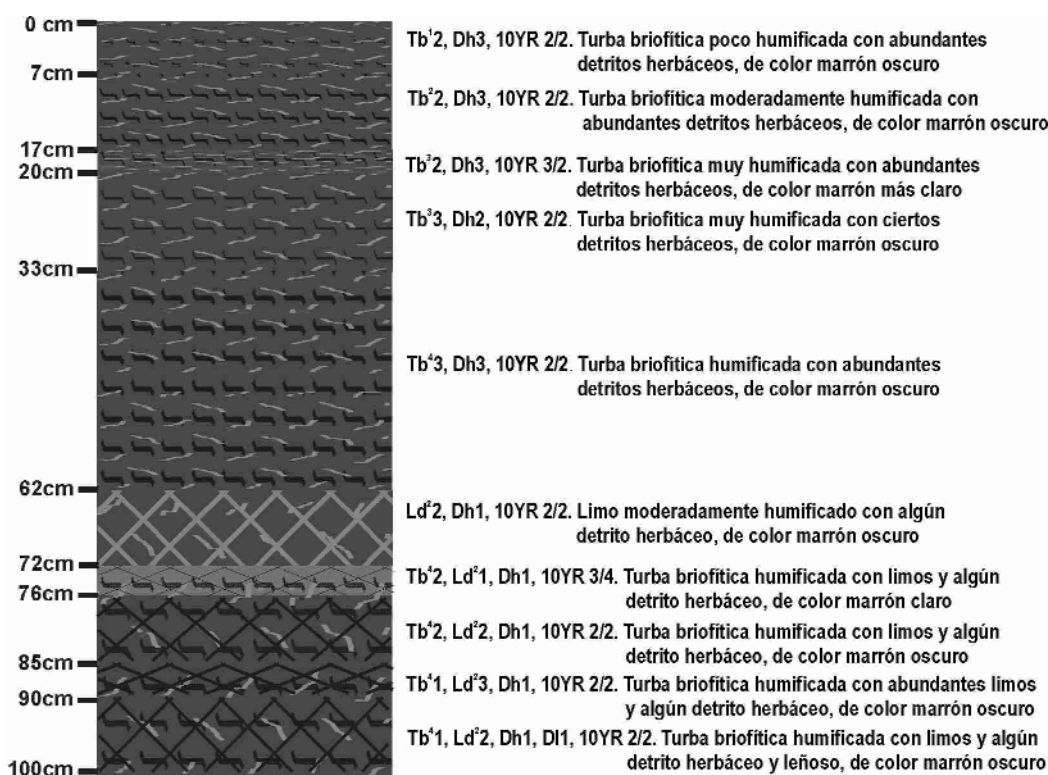 0 cm
Tb¹2, Dh3, 10YR 2/2. Turba briofítica poco humificada con abundantes
detritos herbáceos, de color marrón oscuro
7cm
Tb²2, Dh3, 10YR 2/2. Turba briofítica moderadamente humificada con
abundantes detritos herbáceos, de color marrón oscuro
17cm
Tb³2, Dh3, 10YR 3/2. Turba briofítica muy humificada con abundantes
20cm
detritos herbáceos, de color marrón más claro
Tb³3, Dh2, 10YR 2/2. Turba briofítica muy humificada con ciertos
detritos herbáceos, de color marrón oscuro
33cm
Tb⁴3, Dh3, 10YR 2/2. Turba briofítica humificada con abundantes
detritos herbáceos, de color marrón oscuro
62cm
Ld²2, Dh1, 10YR 2/2. Limo moderadamente humificado con algún
detrito herbáceo, de color marrón oscuro
72cm
Tb⁴2, Ld²1, Dh1, 10YR 3/4. Turba briofítica humificada con limos y algún
76cm
detrito herbáceo, de color marrón claro
Tb⁴2, Ld²2, Dh1, 10YR 2/2. Turba briofítica humificada con limos y algún
detrito herbáceo, de color marrón oscuro
85cm
Tb⁴1, Ld²3, Dh1, 10YR 2/2. Turba briofítica humificada con abundantes limos
90cm
y algún detrito herbáceo, de color marrón oscuro
Tb⁴1, Ld²2, Dh1, Dl1, 10YR 2/2. Turba briofítica humificada con limos y algún
detrito herbáceo y leñoso, de color marrón oscuro
100cm